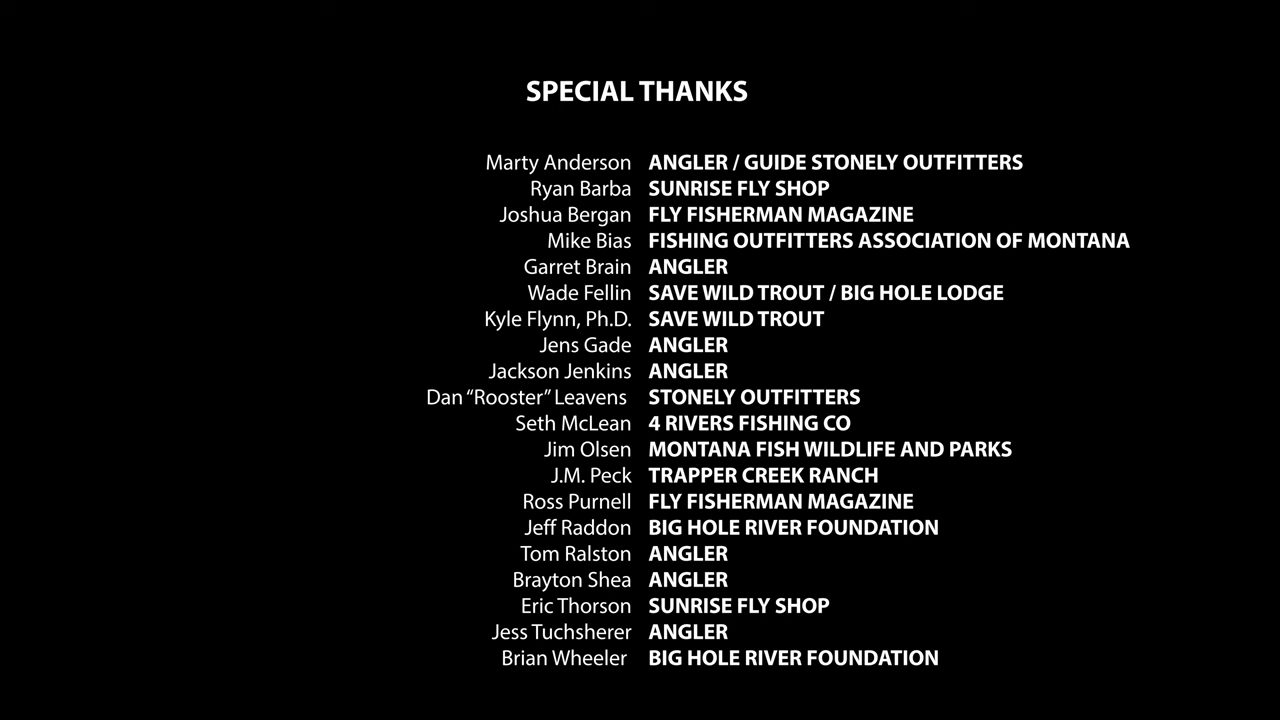 SPECIAL THANKS
Marty Anderson ANGLER / GUIDE STONELY OUTFITTERS
Ryan Barba SUNRISE FLY SHOP
Joshua Bergan FLY FISHERMAN MAGAZINE
Mike Bias FISHING OUTFITTERS ASSOCIATION OF MONTANA
Garret Brain ANGLER
Wade Fellin SAVE WILD TROUT / BIG HOLE LODGE
Kyle Flynn, Ph.D. SAVE WILD TROUT
Jens Gade ANGLER
Jackson Jenkins ANGLER
Dan “Rooster” Leavens STONELY OUTFITTERS
Seth McLean 4 RIVERS FISHING CO
Jim Olsen MONTANA FISH WILDLIFE AND PARKS
J.M. Peck TRAPPER CREEK RANCH
Ross Purnell FLY FISHERMAN MAGAZINE
Jeff Raddon BIG HOLE RIVER FOUNDATION
Tom Ralston ANGLER
Brayton Shea ANGLER
Eric Thorson SUNRISE FLY SHOP
Jess Tuchsherer ANGLER
Brian Wheeler BIG HOLE RIVER FOUNDATION